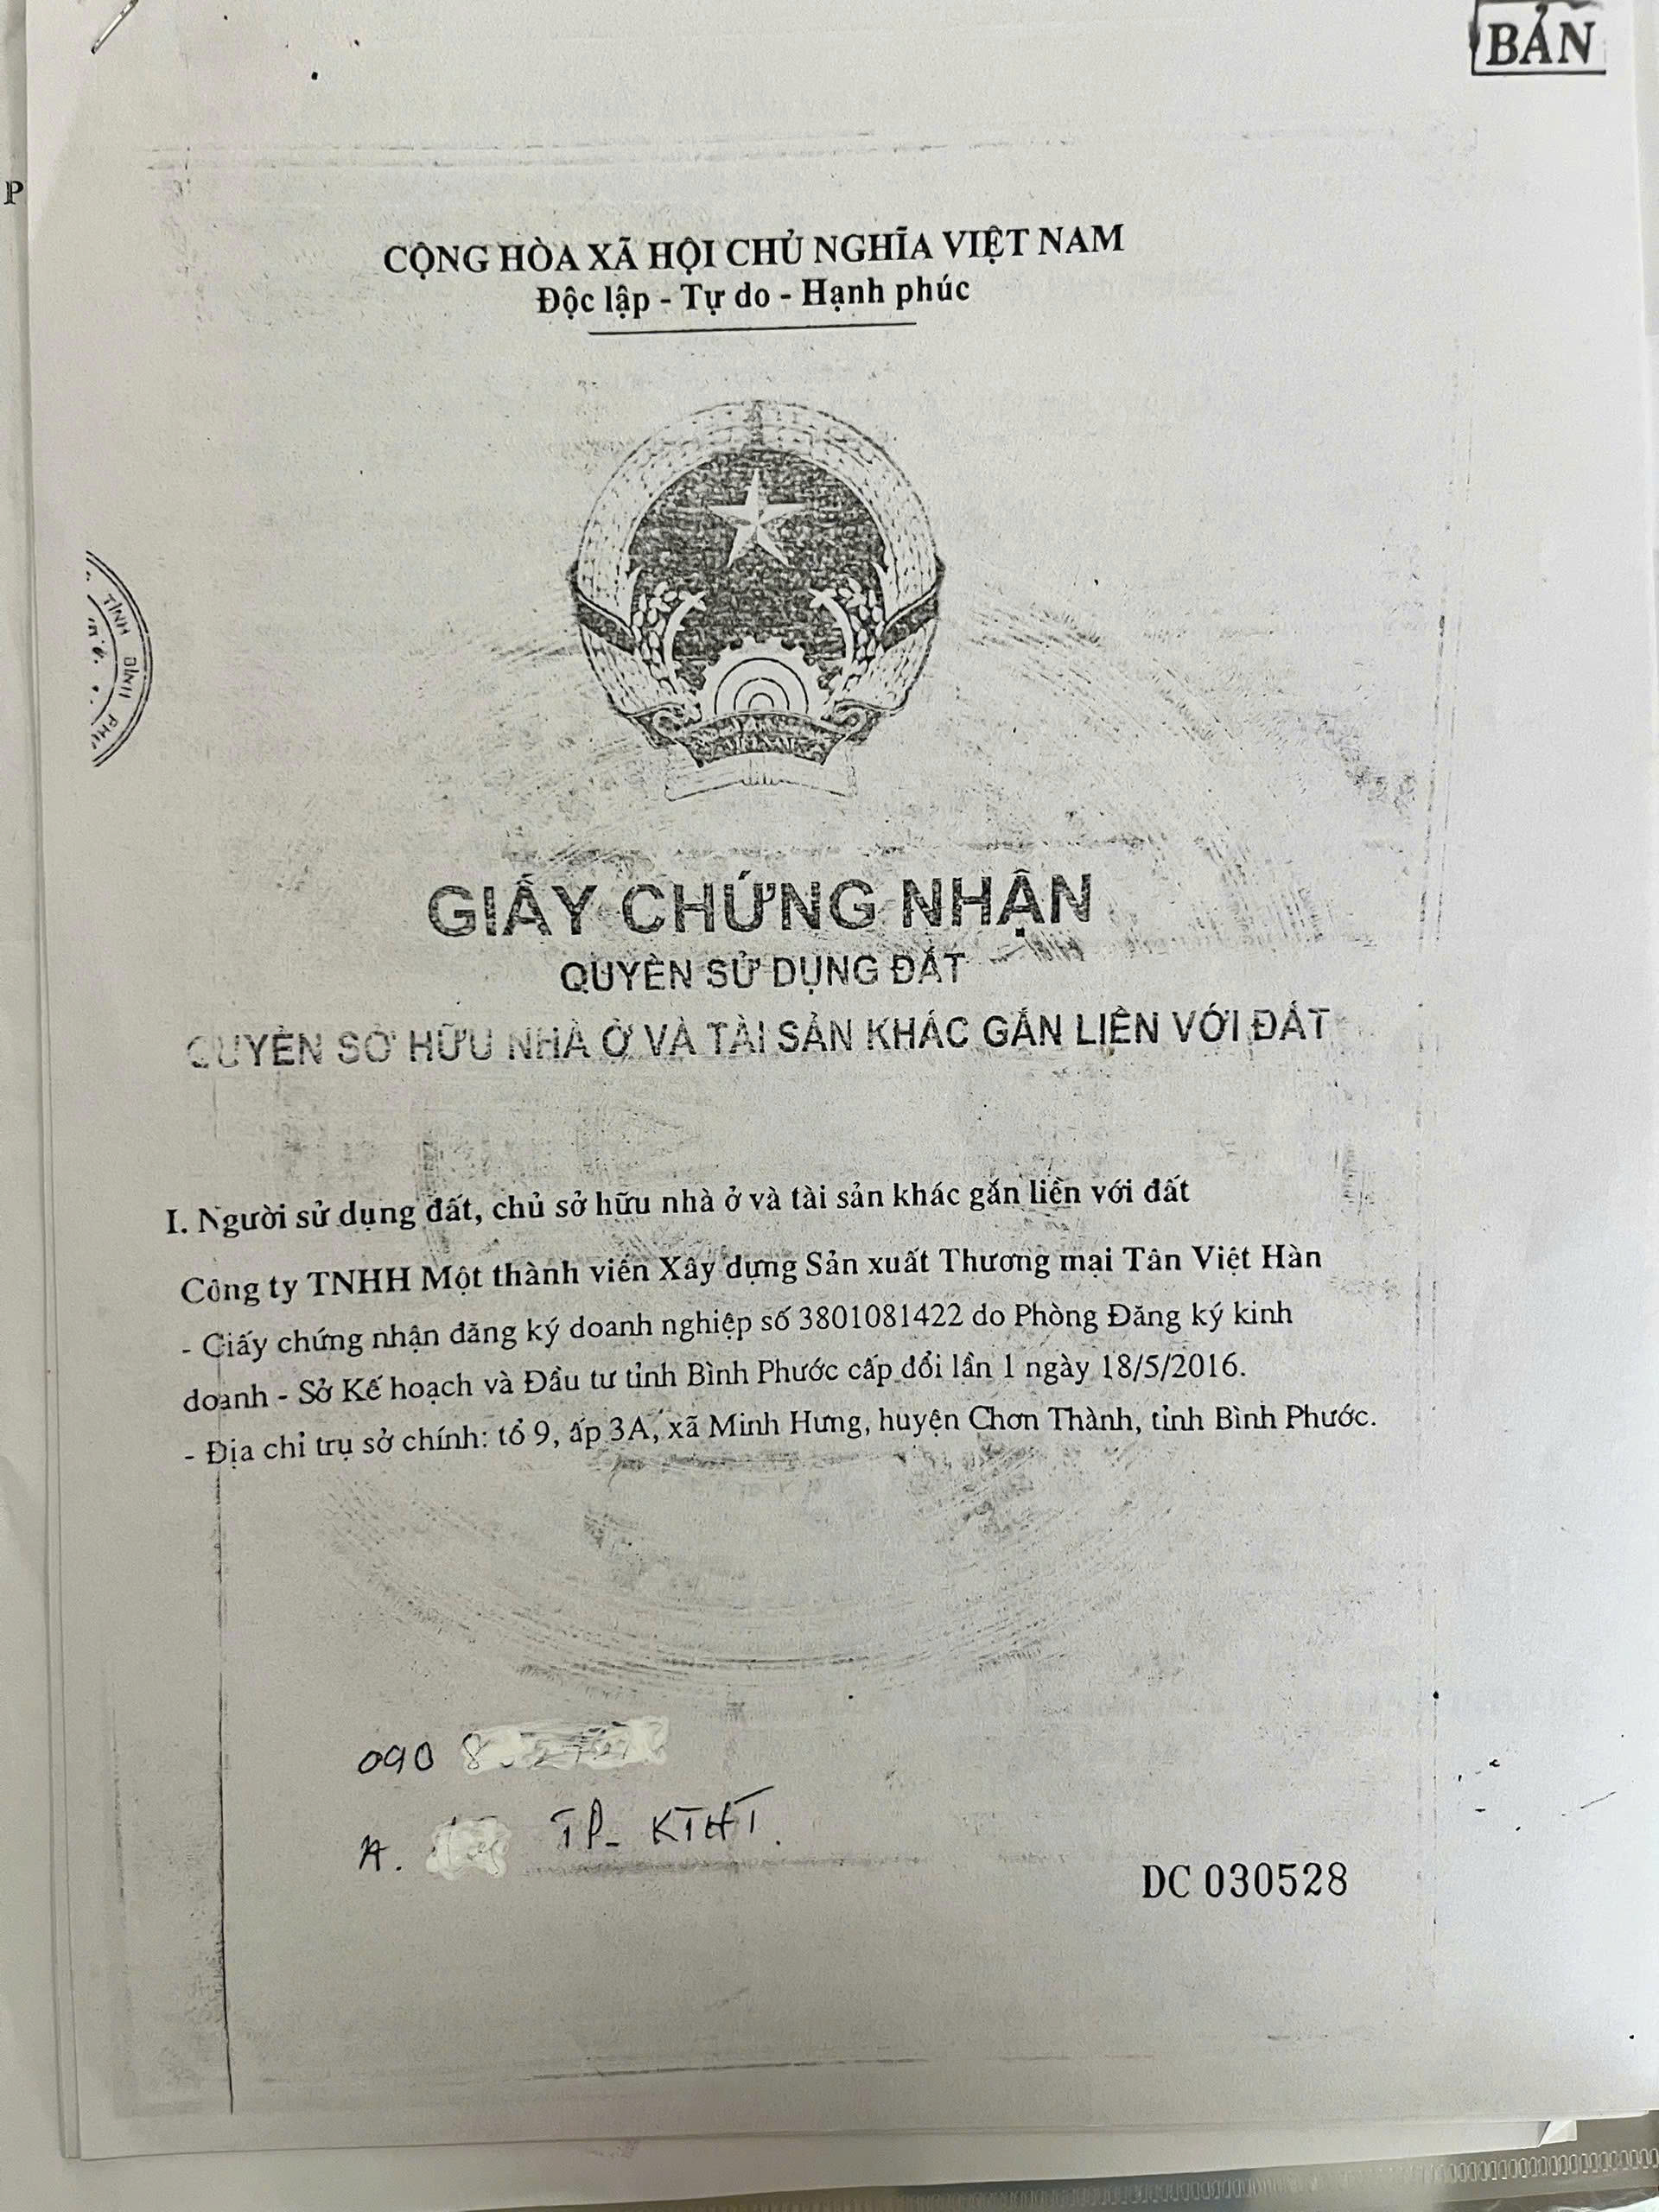 BẢN
P
CỘNG HÒA XÃ HỘI CHỦ NGHĨA VIỆT NAM
Độc lập - Tự do - Hạnh phúc
TỈNH BÌNH
GIẤY CHỨNG NHẬN
QUYỀN SỬ DỤNG ĐẤT
QUYỀN SỞ HỮU NHÀ Ở VÀ TÀI SẢN KHÁC GẮN LIỀN VỚI ĐẤT
I. Người sử dụng đất, chủ sở hữu nhà ở và tài sản khác gắn liền với đất
Công ty TNHH Một thành viên Xây dựng Sản xuất Thương mại Tân Việt Hàn
- Giấy chứng nhận đăng ký doanh nghiệp số 3801081422 do Phòng Đăng ký kinh
doanh - Sở Kế hoạch và Đầu tư tỉnh Bình Phước cấp đổi lần 1 ngày 18/5/2016.
- Địa chỉ trụ sở chính: tổ 9, ấp 3A, xã Minh Hưng, huyện Chơn Thành, tỉnh Bình Phước.
090 8
A. TP- KTHT.
DC 030528